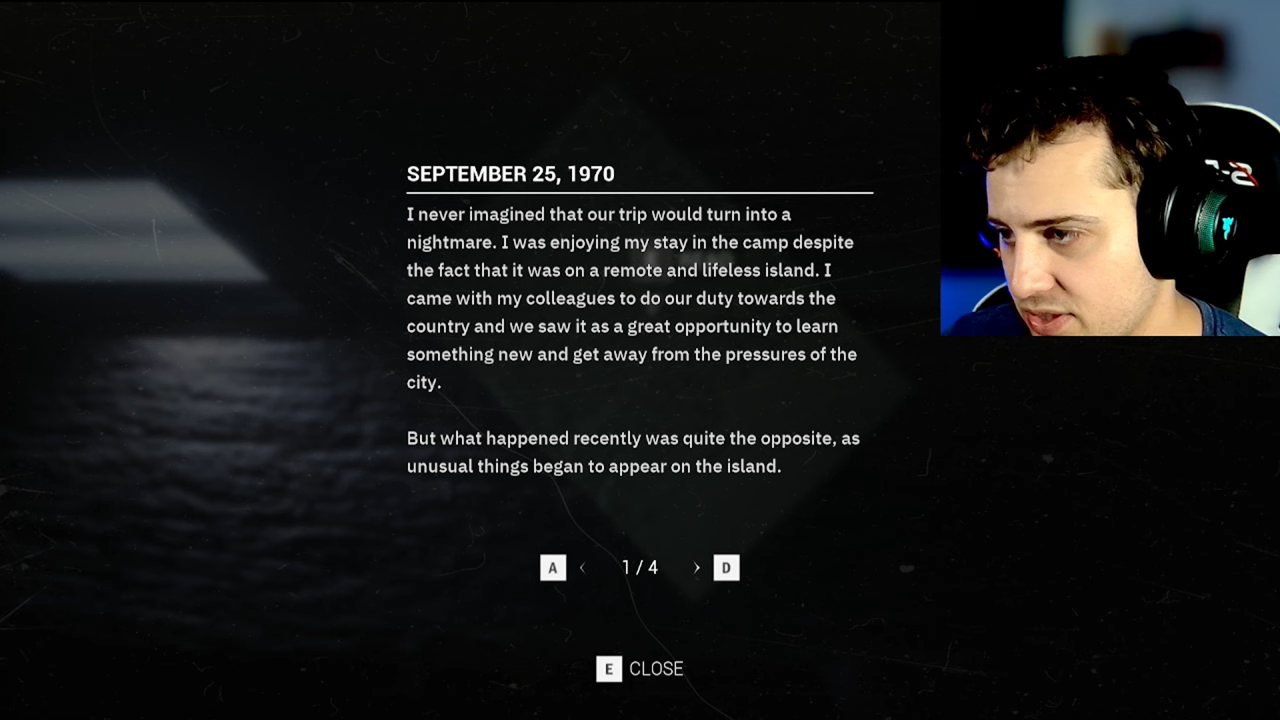 SEPTEMBER 25, 1970
I never imagined that our trip would turn into a
nightmare. I was enjoying my stay in the camp despite
the fact that it was on a remote and lifeless island. I
came with my colleagues to do our duty towards the
country and we saw it as a great opportunity to learn
something new and get away from the pressures of the
city.
But what happened recently was quite the opposite, as
unusual things began to appear on the island.
A ‹ 1 / 4 › D
E CLOSE